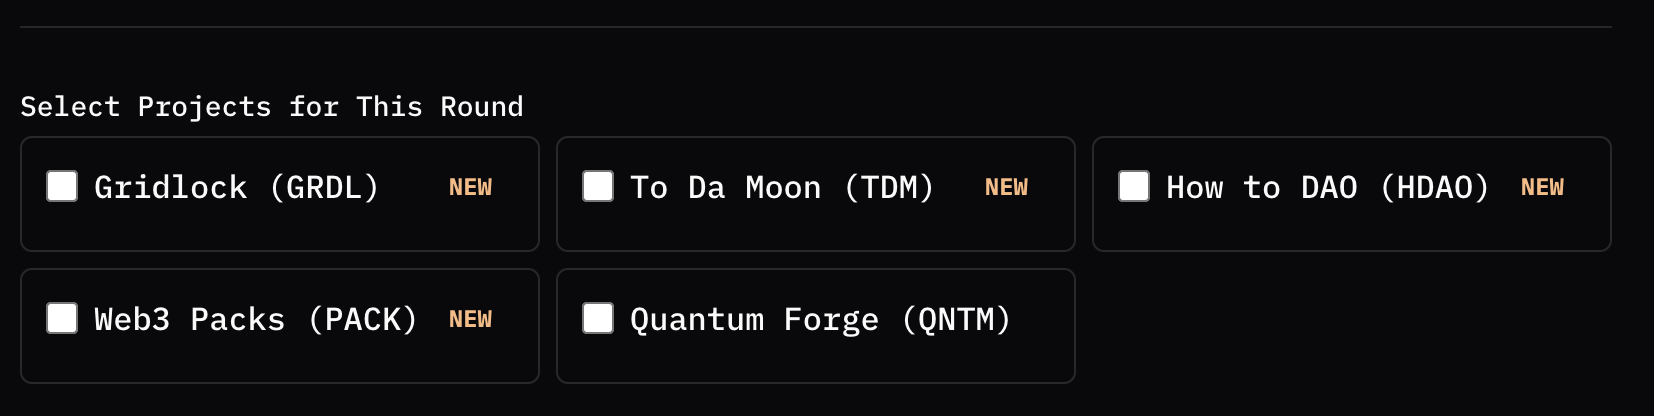 Select Projects for This Round
Gridlock (GRDL) NEW
To Da Moon (TDM) NEW
How to DAO (HDAO) NEW
Web3 Packs (PACK) NEW
Quantum Forge (QNTM)